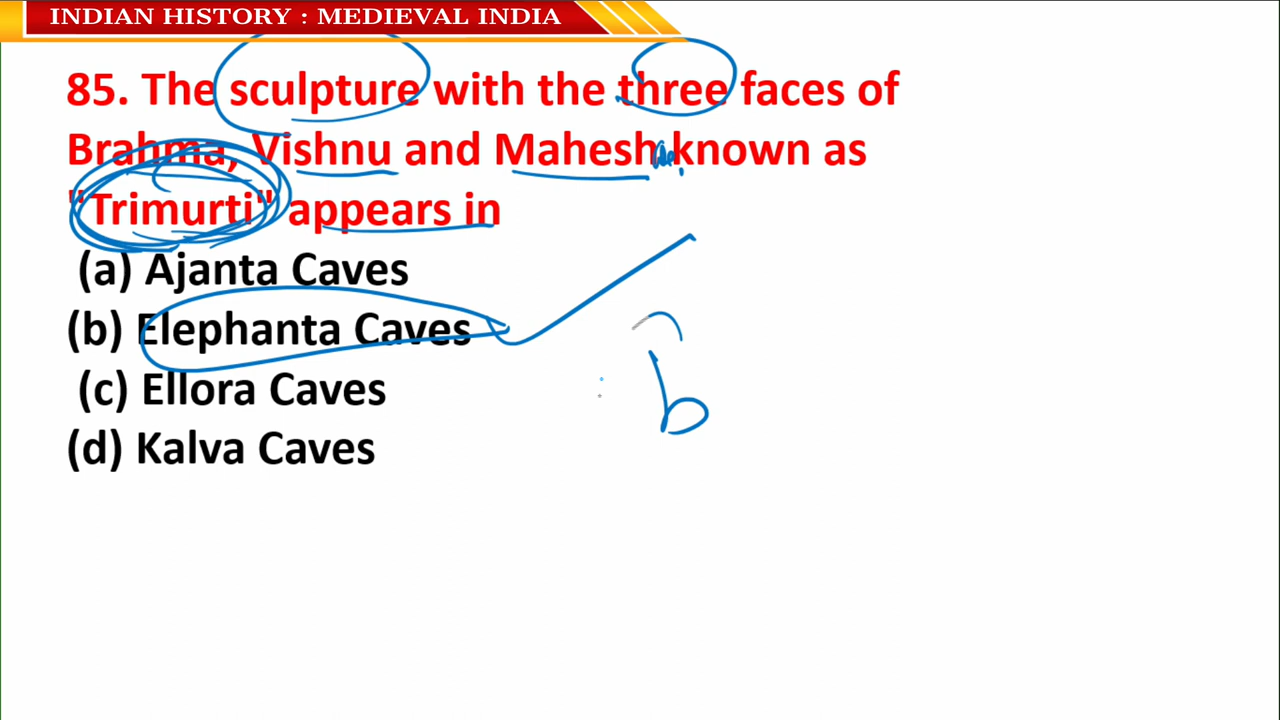 INDIAN HISTORY : MEDIEVAL INDIA
85. The sculpture with the three faces of
Brahma, Vishnu and Mahesh known as
"Trimurti" appears in
(a) Ajanta Caves
(b) Elephanta Caves
(c) Ellora Caves
(d) Kalva Caves
b